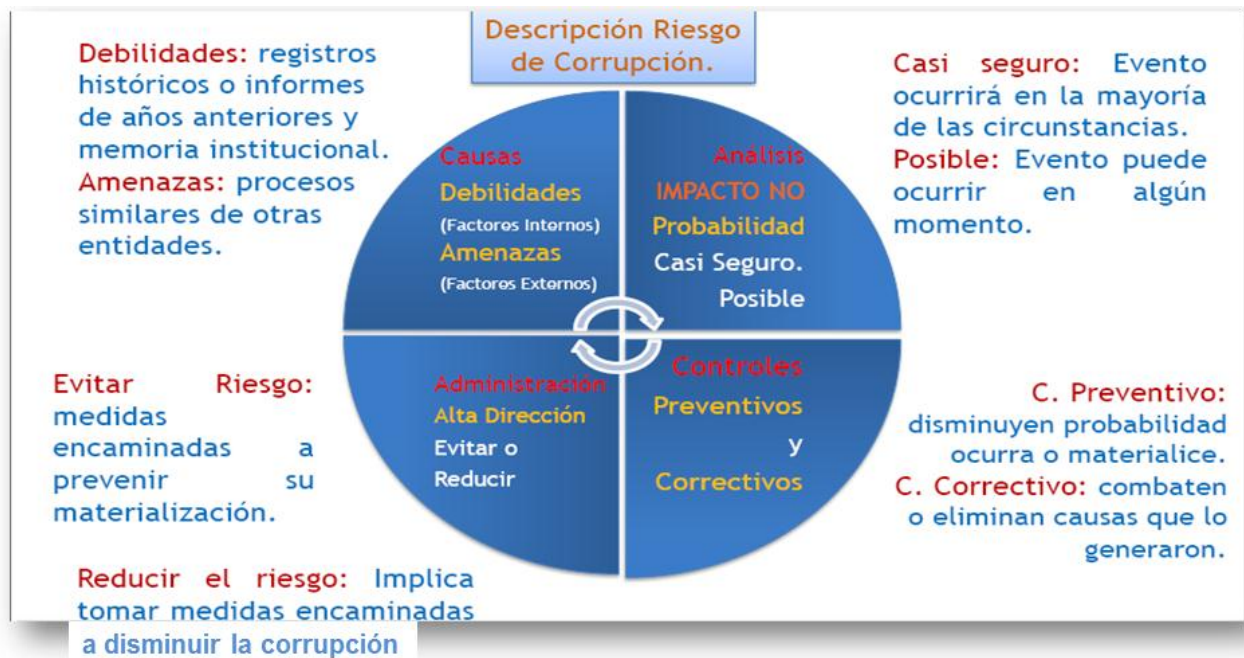 Descripción Riesgo
de Corrupción.
Debilidades: registros
históricos o informes
de años anteriores y
memoria institucional.
Amenazas: procesos
similares de otras
entidades.
Causas
Debilidades
(Factores Internos)
Amenazas
(Factores Externos)
Análisis
IMPACTO NO
Probabilidad
Casi Seguro.
Posible
Casi seguro: Evento
ocurrirá en la mayoría
de las circunstancias.
Posible: Evento puede
ocurrir en algún
momento.
Evitar Riesgo:
medidas
encaminadas a
prevenir su
materialización.
Reducir el riesgo: Implica
tomar medidas encaminadas
a disminuir la corrupción
Administración
Alta Dirección
Evitar o
Reducir
Controles
Preventivos
y
Correctivos
C. Preventivo:
disminuyen probabilidad
ocurra o materialice.
C. Correctivo: combaten
o eliminan causas que lo
generaron.